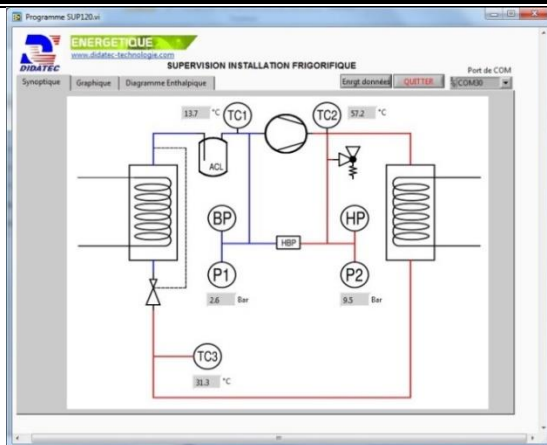 Programme SUP120.vi
ENERGETIQUE
www.didatec-technologie.com
DIDATEC
SUPERVISION INSTALLATION FRIGORIFIQUE
Port de COM
Synoptique Graphique Diagramme Enthalpique Enrgt données QUITTER COM30
13.7 °C TC1 TC2 57.2 °C
ACL
BP HP
HBP
P1 P2
2.6 Bar 9.5 Bar
TC3
31.3 °C